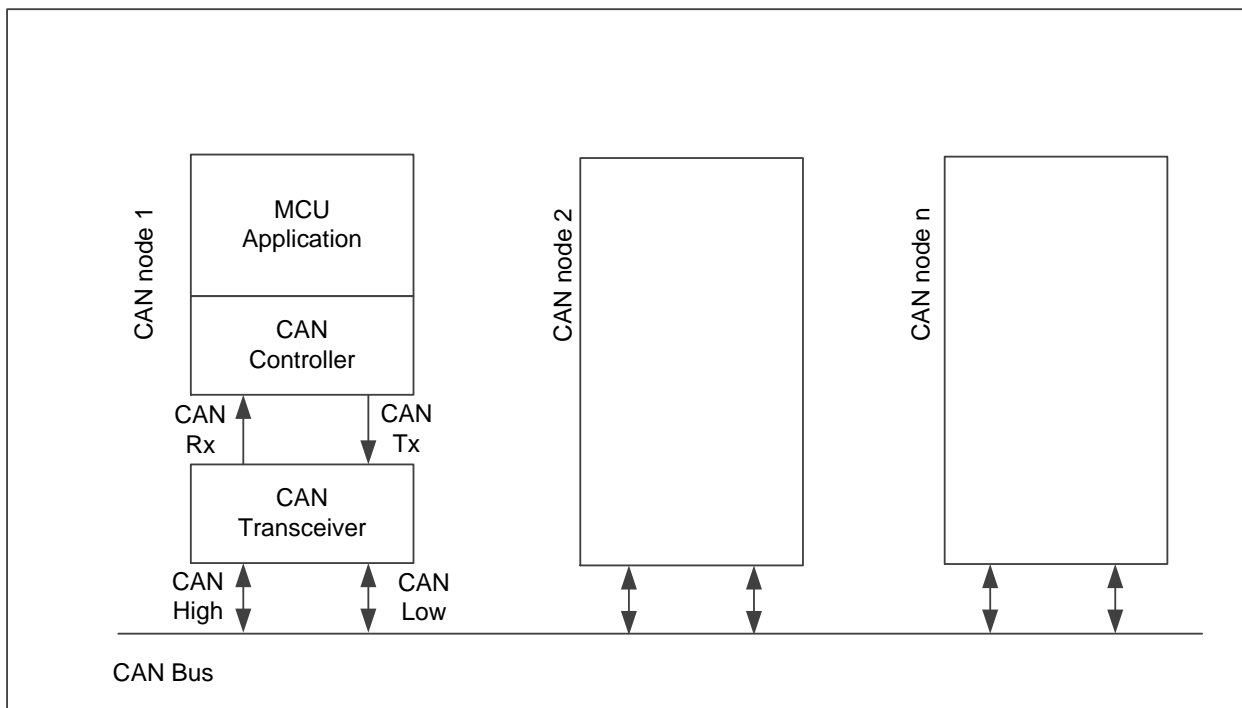 CAN node 1
MCU
Application
CAN
Controller
CAN
Rx
CAN
Tx
CAN
Transceiver
CAN
High
CAN
Low
CAN node 2
CAN node n
CAN Bus